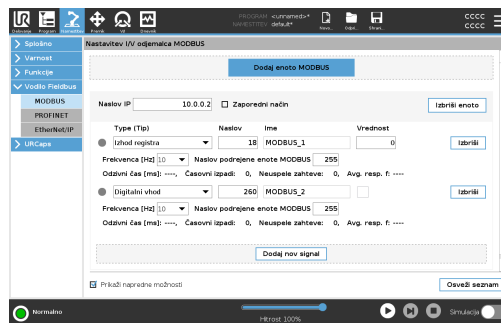 PROGRAM <unnamed>*
NAMESTITEV default*
CCCC
CCCC
Delovanje Program Namestitev Premik V/I Dnevnik Novo... Odpri... Shrani...
Splošno
Varnost
Funkcije
Vodilo Fieldbus
MODBUS
PROFINET
EtherNet/IP
URCaps
Nastavitev I/V odjemalca MODBUS
Dodaj enoto MODBUS
Naslov IP 10.0.0.2 Zaporedni način Izbriši enoto
Type (Tip) Naslov Ime Vrednost
Izhod registra 18 MODBUS_1 0 Izbriši
Frekvenca [Hz] 10 Naslov podrejene enote MODBUS 255
Odzivni čas [ms]: ----, Časovni izpadi: 0, Neuspele zahteve: 0, Avg. resp. f: ----
Digitalni vhod 260 MODBUS_2 Izbriši
Frekvenca [Hz] 10 Naslov podrejene enote MODBUS 255
Odzivni čas [ms]: ----, Časovni izpadi: 0, Neuspele zahteve: 0, Avg. resp. f: ----
Dodaj nov signal
Prikaži napredne možnosti
Osveži seznam
Normalno
Hitrost 100%
Simulacija